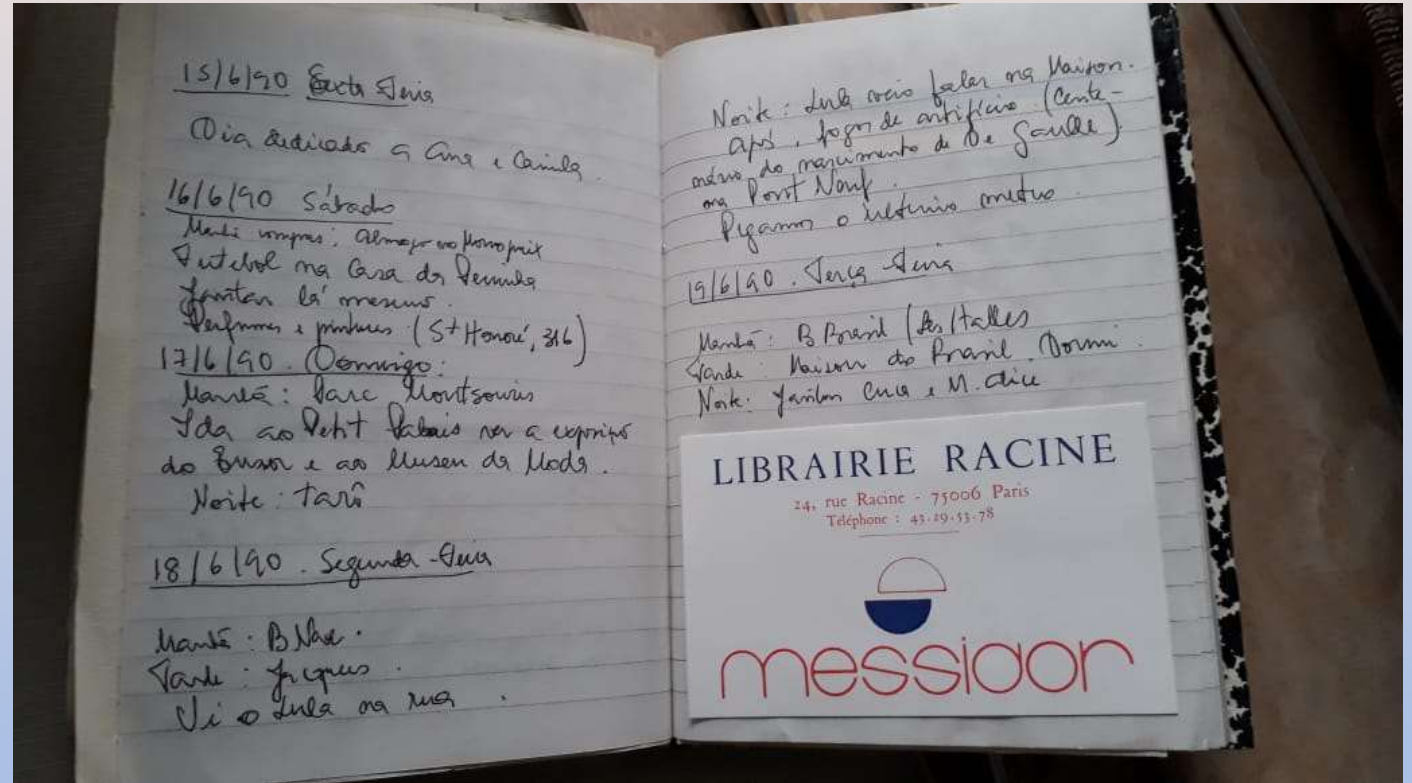 15/6/90 Sexta Feira
Dia dedicado a Ana e Camila.
16/6/90 Sábado
Manhã compras; Almoço no Monoprix
Futebol na Casa da
Jantar lá mesmo.
Perfumes e pinturas (St Honoré, 316)
17/6/90. Domingo:
Manhã: Parc Montsouris
Ida ao Petit Palais ver a exposição
do e ao Museu da Moda.
Noite: tarô
18/6/90. Segunda-Feira
Manhã: B Nac.
Tarde: Jacques.
Vi o Lula na rua.
Noite: Lula veio falar na Maison.
Após, fogos de artifício (Cente-
nário do nascimento de De Gaulle)
na Pont Neuf.
Pegamos o último metro.
19/6/90. Terça-Feira
Manhã: B Brasil / Les Halles
Tarde: Maison do Brasil. Dormi.
Noite: Jantar e M. Alice
LIBRAIRIE RACINE
24, rue Racine - 75006 Paris
Téléphone : 43.29.53.78
messidor